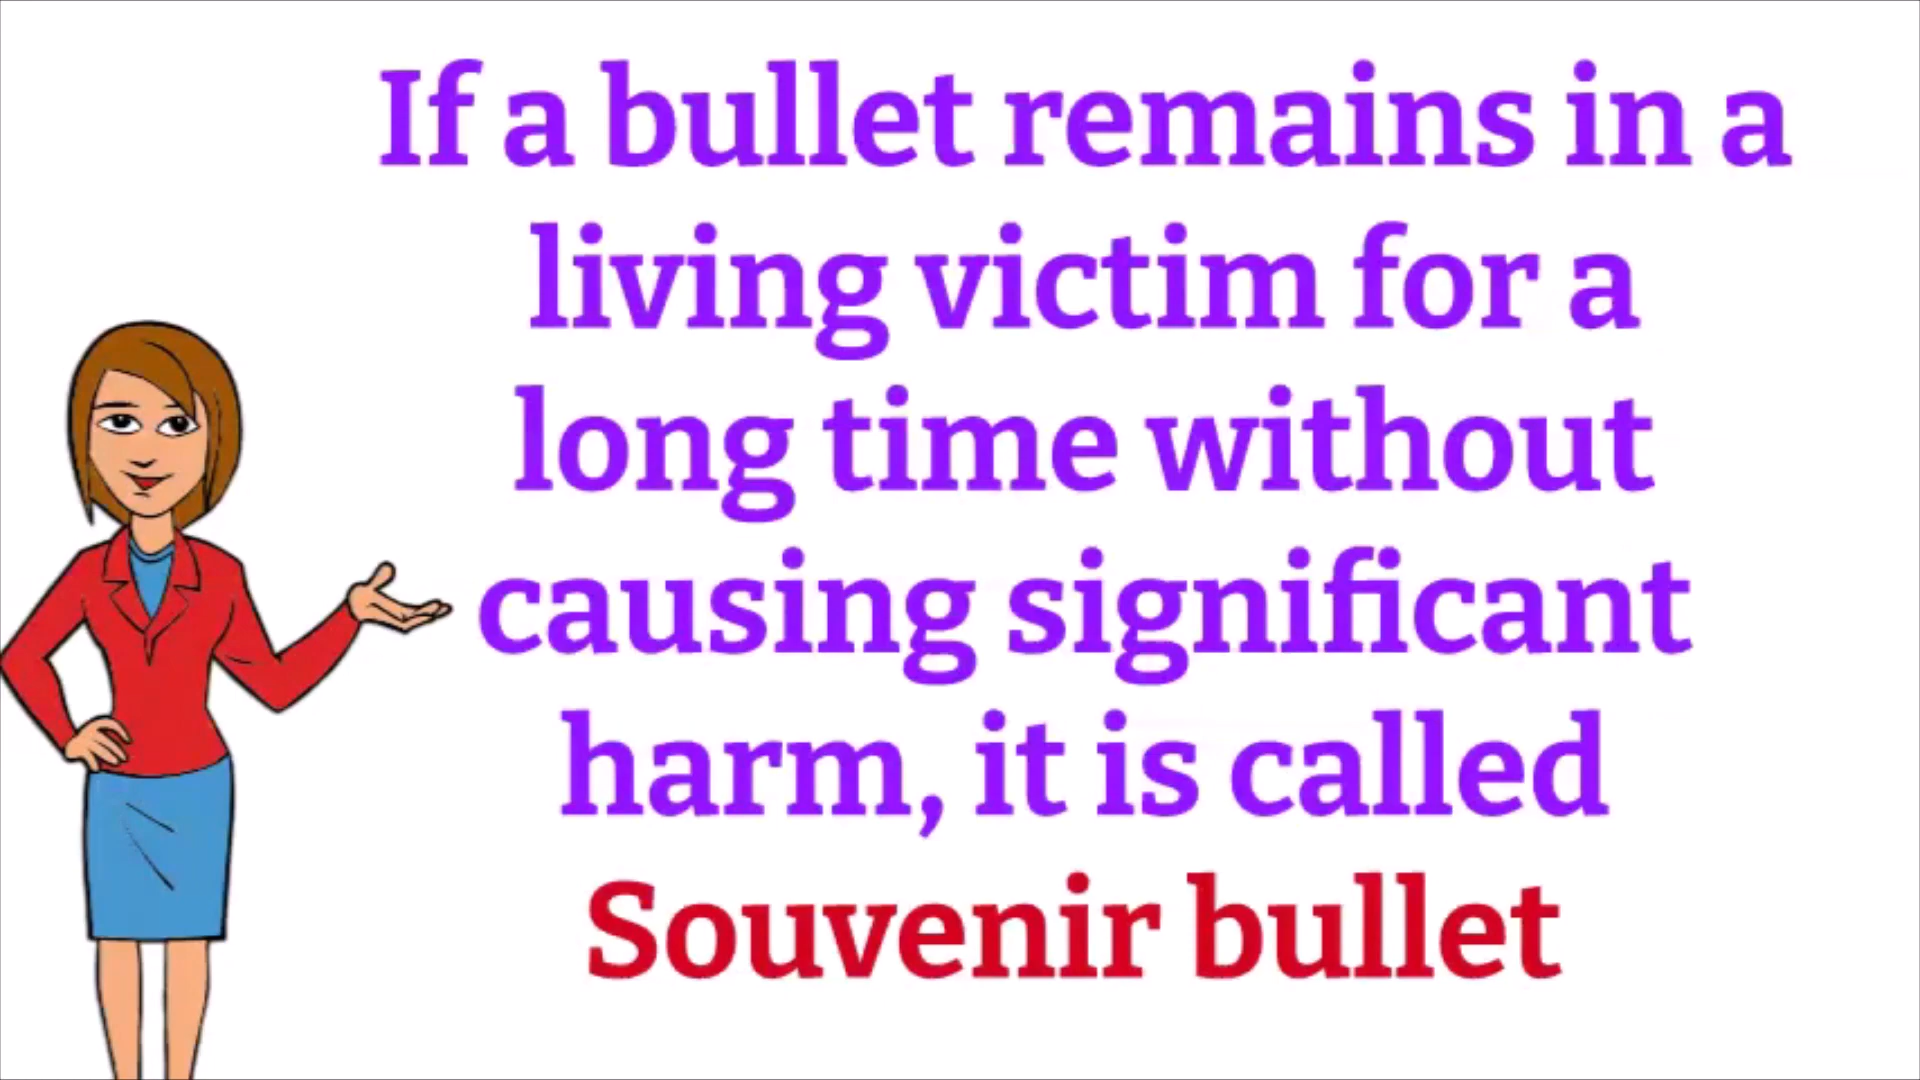 If a bullet remains in a
living victim for a
long time without
causing significant
harm, it is called
Souvenir bullet